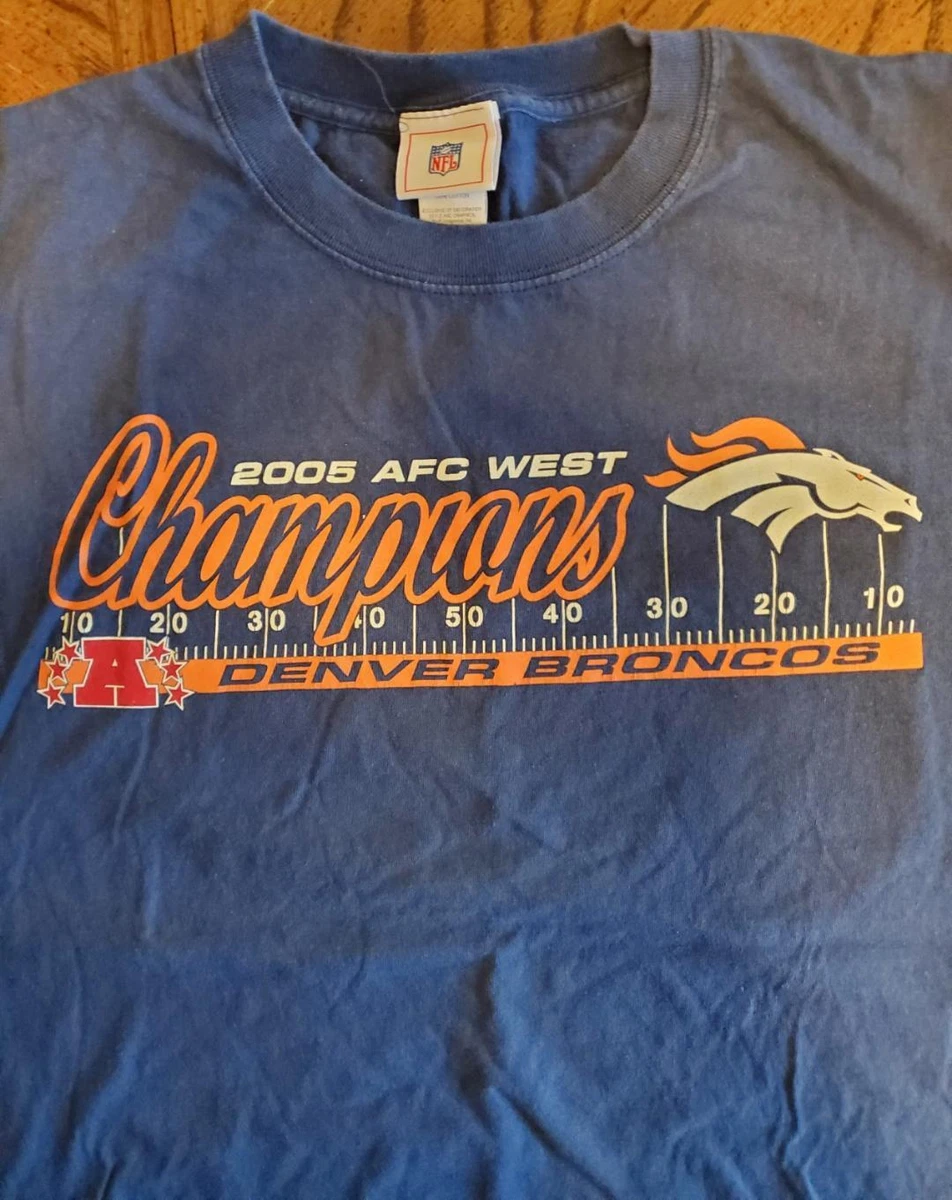 NFL
2005 AFC WEST
Champions
10 20 30 40 50 40 30 20 10
A DENVER BRONCOS